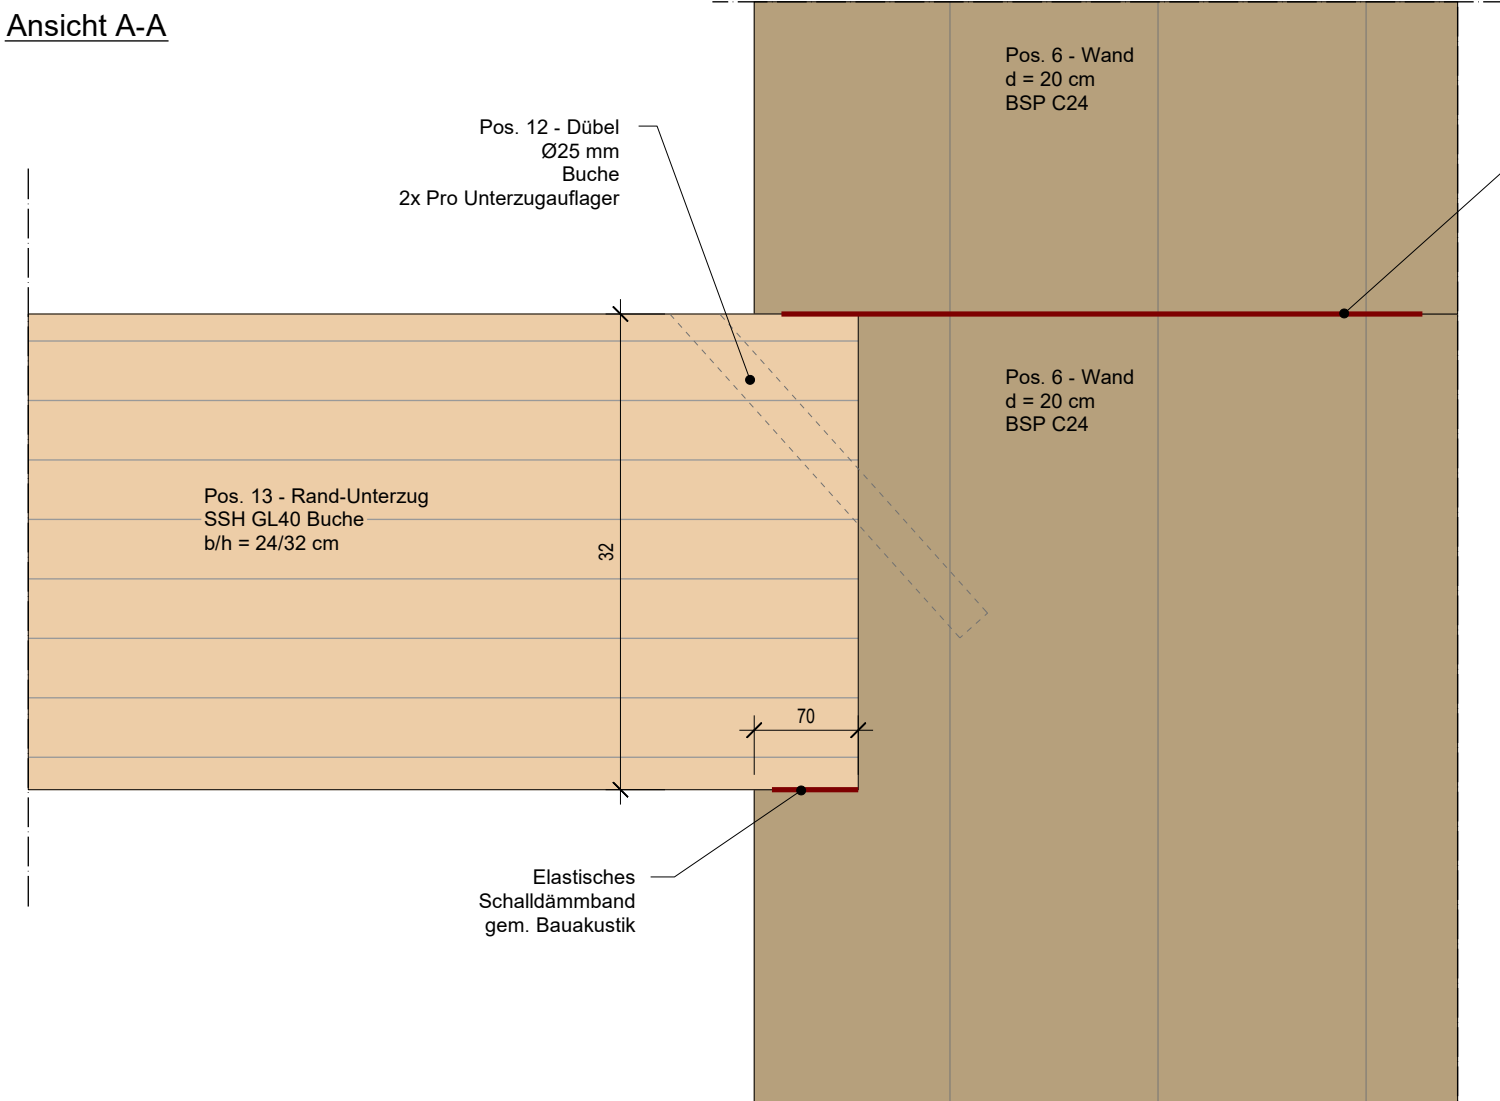 Ansicht A-A
Pos. 6 - Wand
d = 20 cm
BSP C24
Pos. 12 - Dübel
Ø25 mm
Buche
2x Pro Unterzugauflager
Pos. 6 - Wand
d = 20 cm
BSP C24
Pos. 13 - Rand-Unterzug
SSH GL40 Buche
b/h = 24/32 cm
32
70
Elastisches
Schalldämmband
gem. Bauakustik